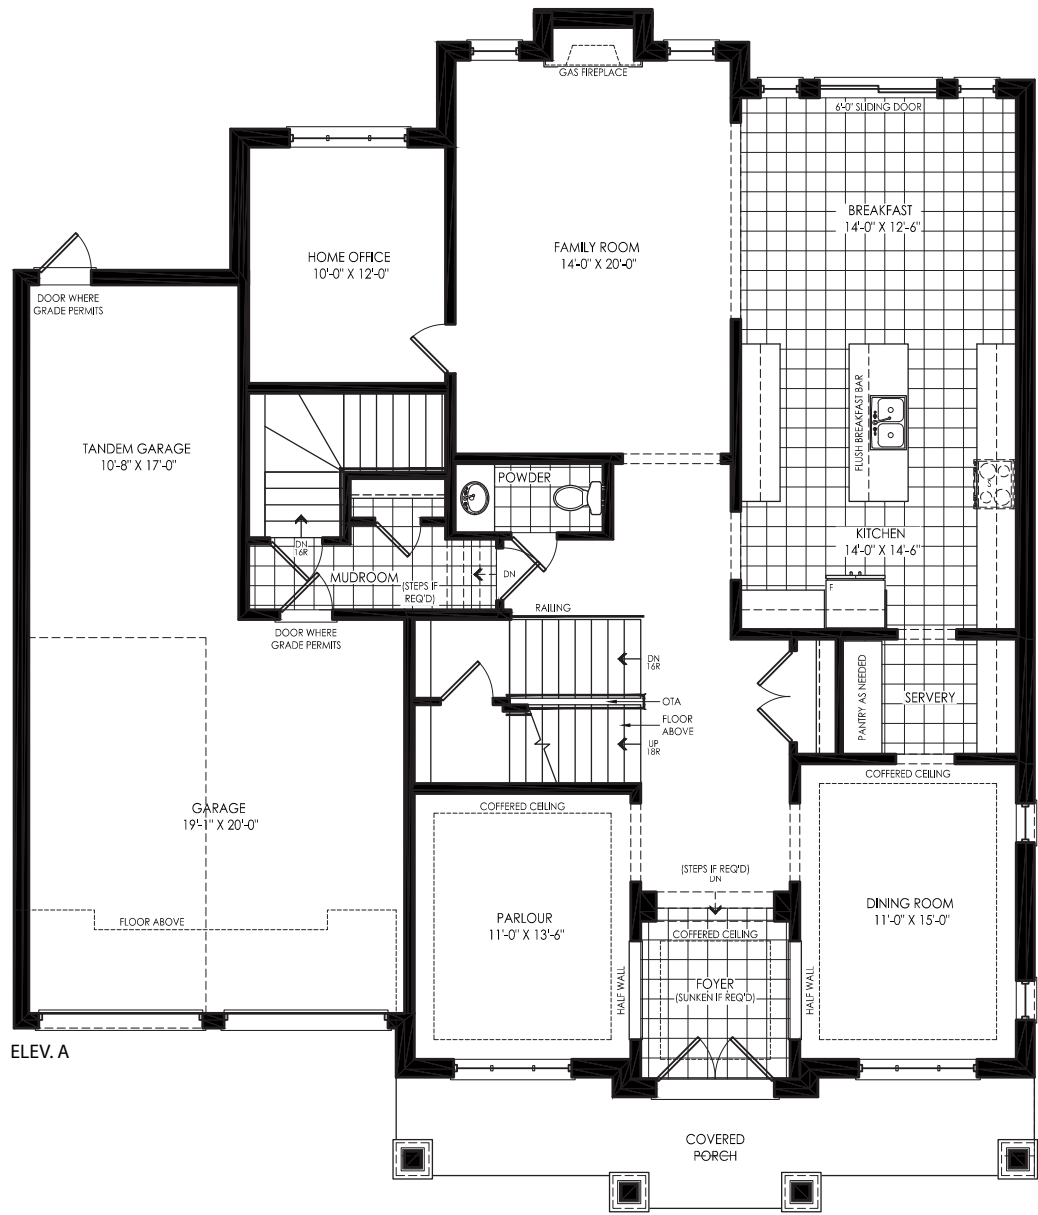 GAS FIREPLACE
6'-0" SLIDING DOOR
BREAKFAST
14'-0" X 12'-6"
FAMILY ROOM
14'-0" X 20'-0"
HOME OFFICE
10'-0" X 12'-0"
DOOR WHERE
GRADE PERMITS
TANDEM GARAGE
10'-8" X 17'-0"
FLUSH BREAKFAST BAR
POWDER
KITCHEN
14'-0" X 14'-6"
F
DN
16R
MUDROOM
(STEPS IF
REQ'D)
DN
RAILING
DOOR WHERE
GRADE PERMITS
DN
16R
OTA
FLOOR
ABOVE
UP
18R
PANTRY AS NEEDED
SERVERY
COFFERED CEILING
COFFERED CEILING
GARAGE
19'-1" X 20'-0"
(STEPS IF REQ'D)
DN
DINING ROOM
11'-0" X 15'-0"
PARLOUR
11'-0" X 13'-6"
FLOOR ABOVE
COFFERED CEILING
HALF WALL
FOYER
(SUNKEN IF REQ'D)
HALF WALL
ELEV. A
COVERED
PORCH